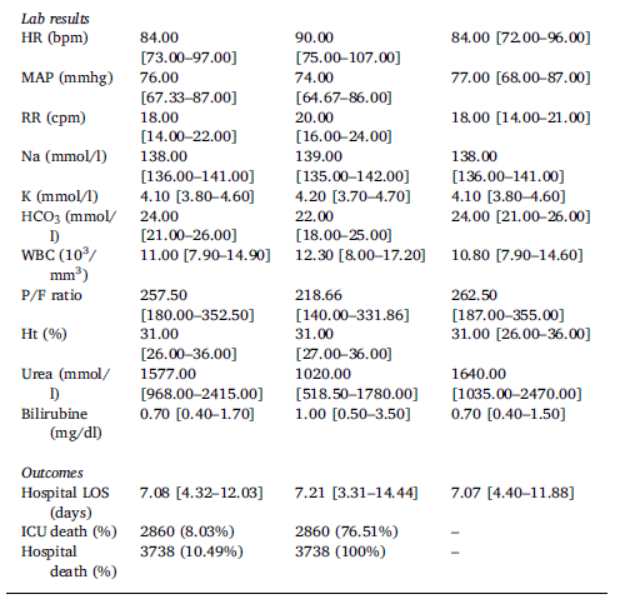 Lab results
HR (bpm) 84.00 90.00 84.00 [72.00–96.00]
[73.00–97.00] [75.00–107.00]
MAP (mmhg) 76.00 74.00 77.00 [68.00–87.00]
[67.33–87.00] [64.67–86.00]
RR (cpm) 18.00 20.00 18.00 [14.00–21.00]
[14.00–22.00] [16.00–24.00]
Na (mmol/l) 138.00 139.00 138.00
[136.00–141.00] [135.00–142.00] [136.00–141.00]
K (mmol/l) 4.10 [3.80–4.60] 4.20 [3.70–4.70] 4.10 [3.80–4.60]
HCO₃ (mmol/ 24.00 22.00 24.00 [21.00–26.00]
l) [21.00–26.00] [18.00–25.00]
WBC (10³/ 11.00 [7.90–14.90] 12.30 [8.00–17.20] 10.80 [7.90–14.60]
mm³)
P/F ratio 257.50 218.66 262.50
[180.00–352.50] [140.00–331.86] [187.00–355.00]
Ht (%) 31.00 31.00 31.00 [26.00–36.00]
[26.00–36.00] [27.00–36.00]
Urea (mmol/ 1577.00 1020.00 1640.00
l) [968.00–2415.00] [518.50–1780.00] [1035.00–2470.00]
Bilirubine 0.70 [0.40–1.70] 1.00 [0.50–3.50] 0.70 [0.40–1.50]
(mg/dl)
Outcomes
Hospital LOS 7.08 [4.32–12.03] 7.21 [3.31–14.44] 7.07 [4.40–11.88]
(days)
ICU death (%) 2860 (8.03%) 2860 (76.51%) –
Hospital 3738 (10.49%) 3738 (100%) –
death (%)